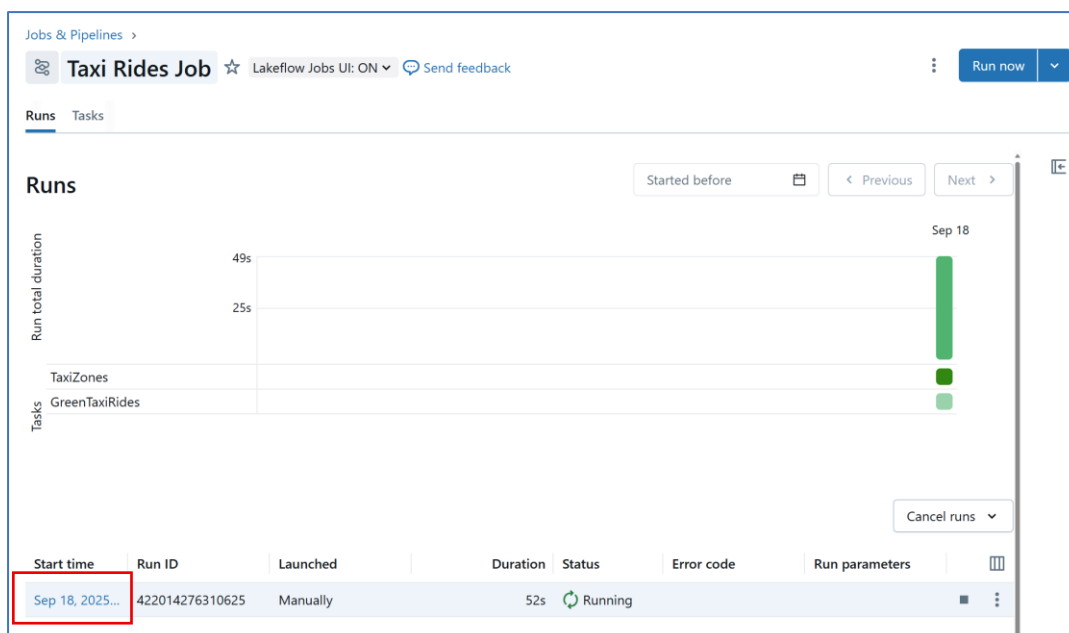 Jobs & Pipelines >
Taxi Rides Job Lakeflow Jobs UI: ON Send feedback
Run now
Runs Tasks
Runs
Started before
< Previous
Next >
Sep 18
Run total duration
49s
25s
Tasks
TaxiZones
GreenTaxiRides
Cancel runs
Start time Run ID Launched Duration Status Error code Run parameters
Sep 18, 2025... 422014276310625 Manually 52s Running